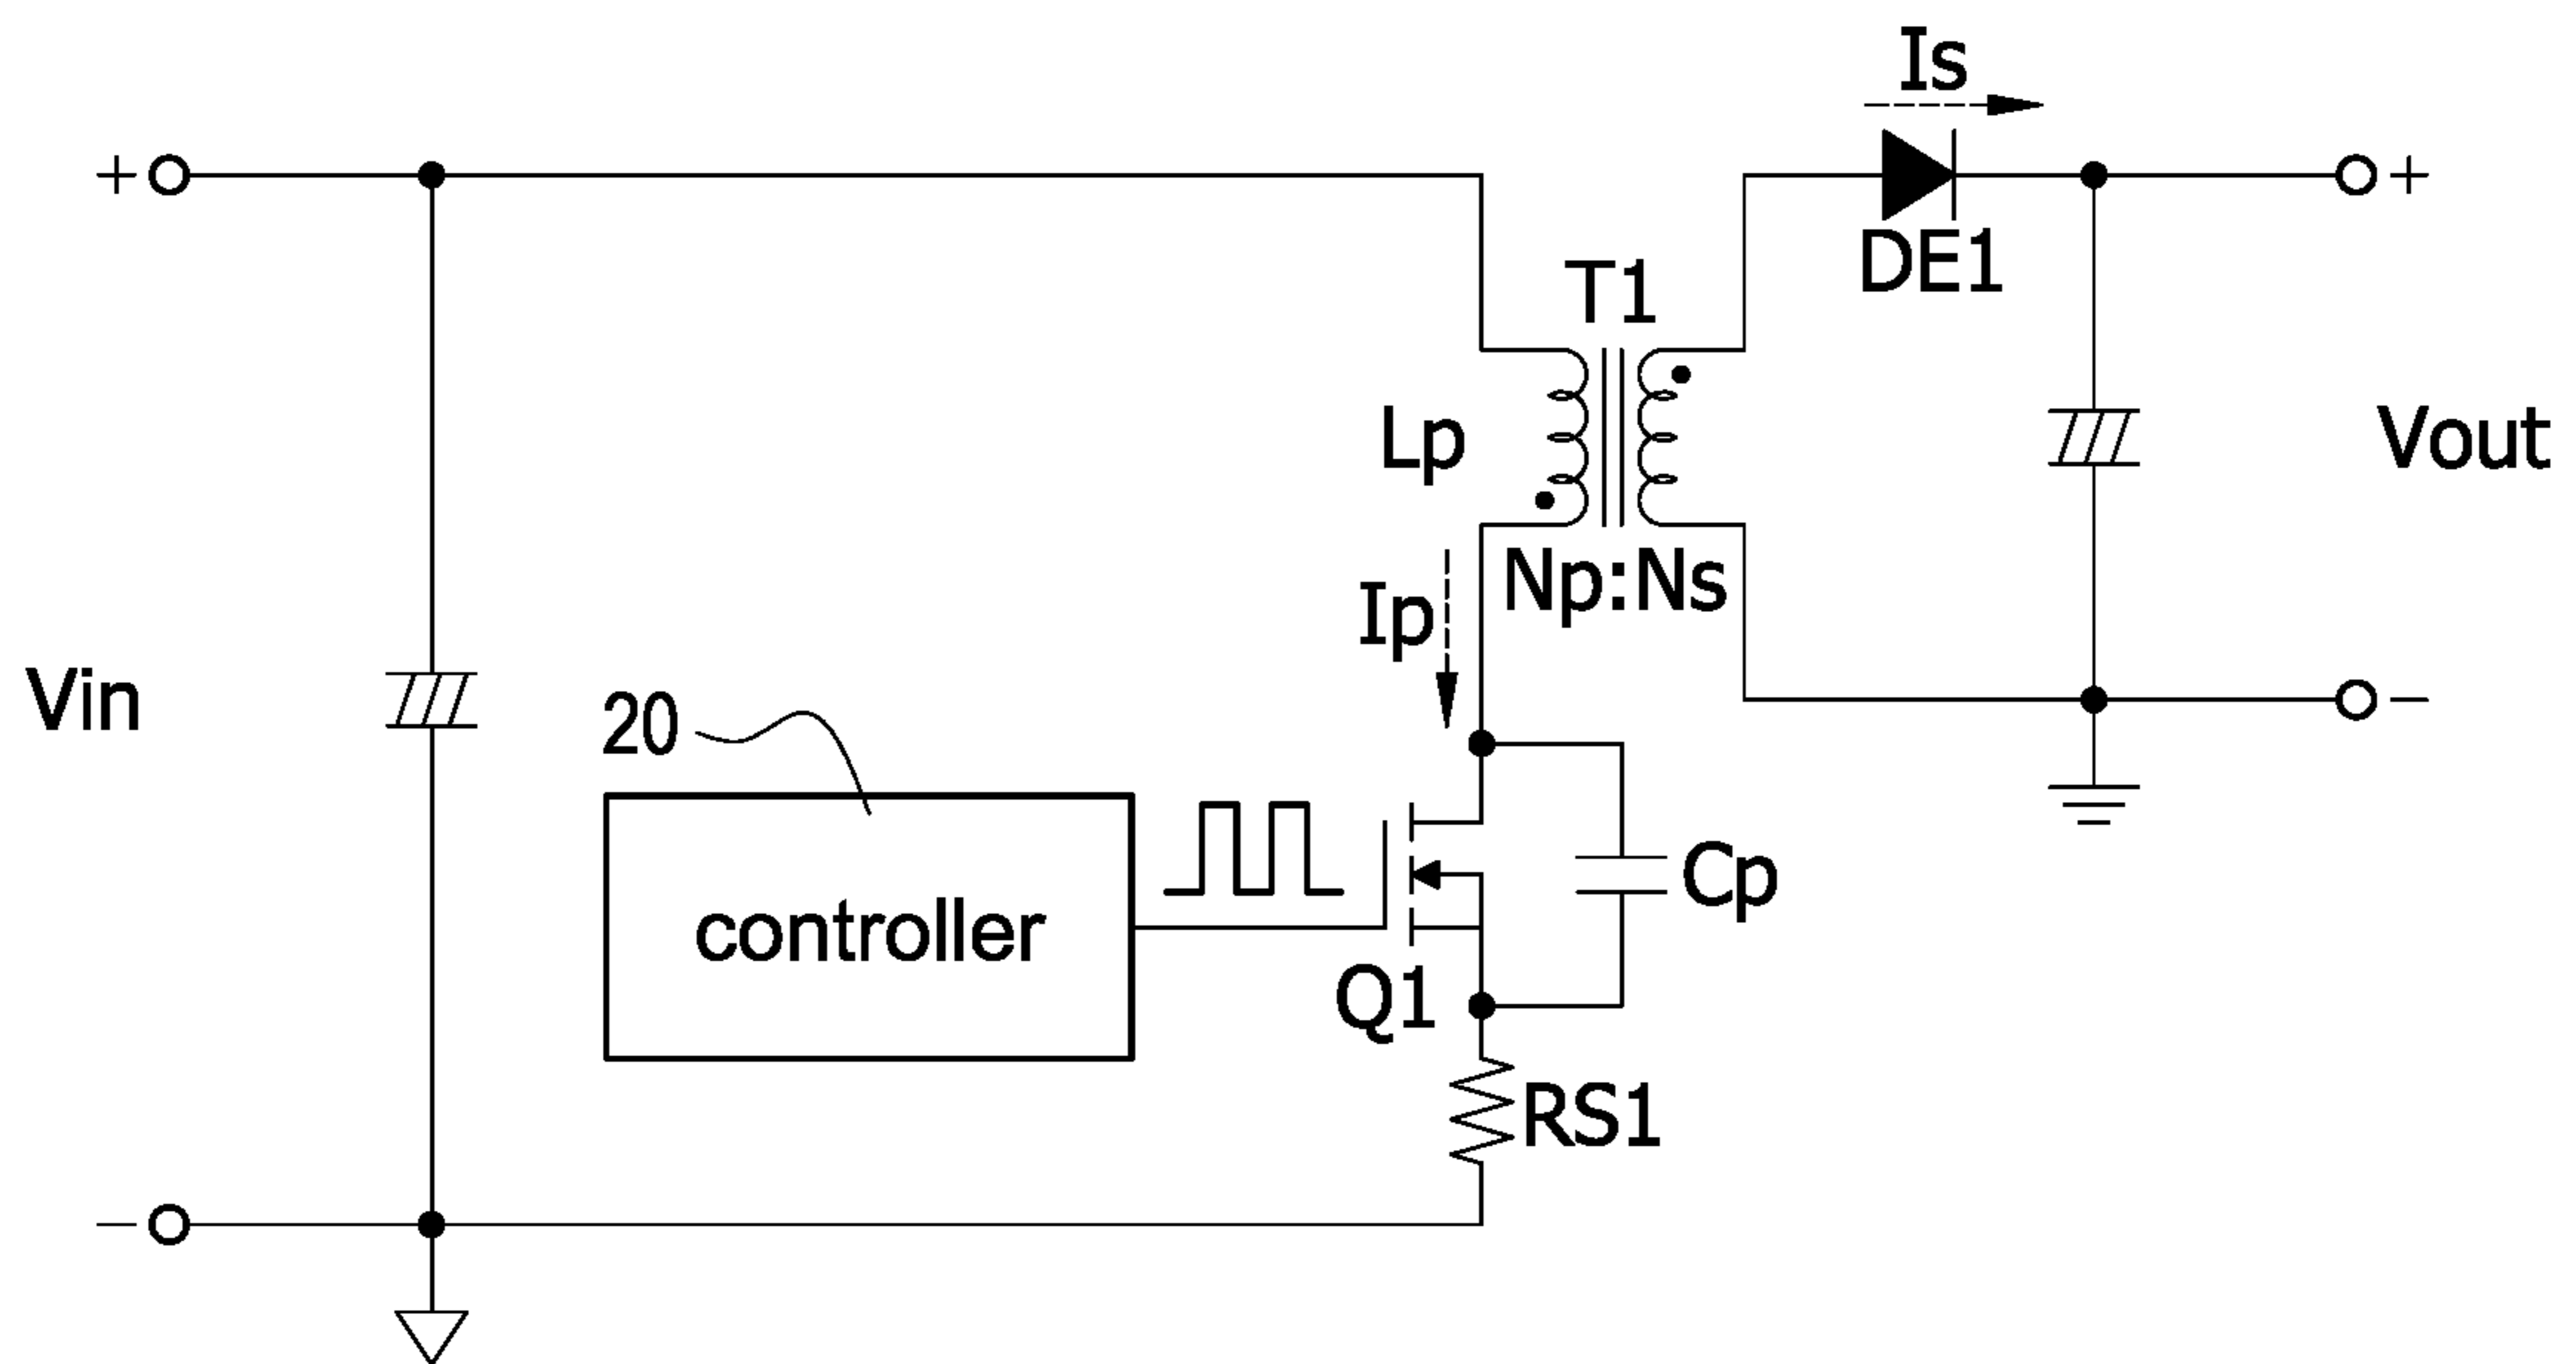 Is
+ +
DE1
T1
Lp
Vout
Np:Ns
Ip
Vin
20
−
Cp
controller
Q1
RS1
−